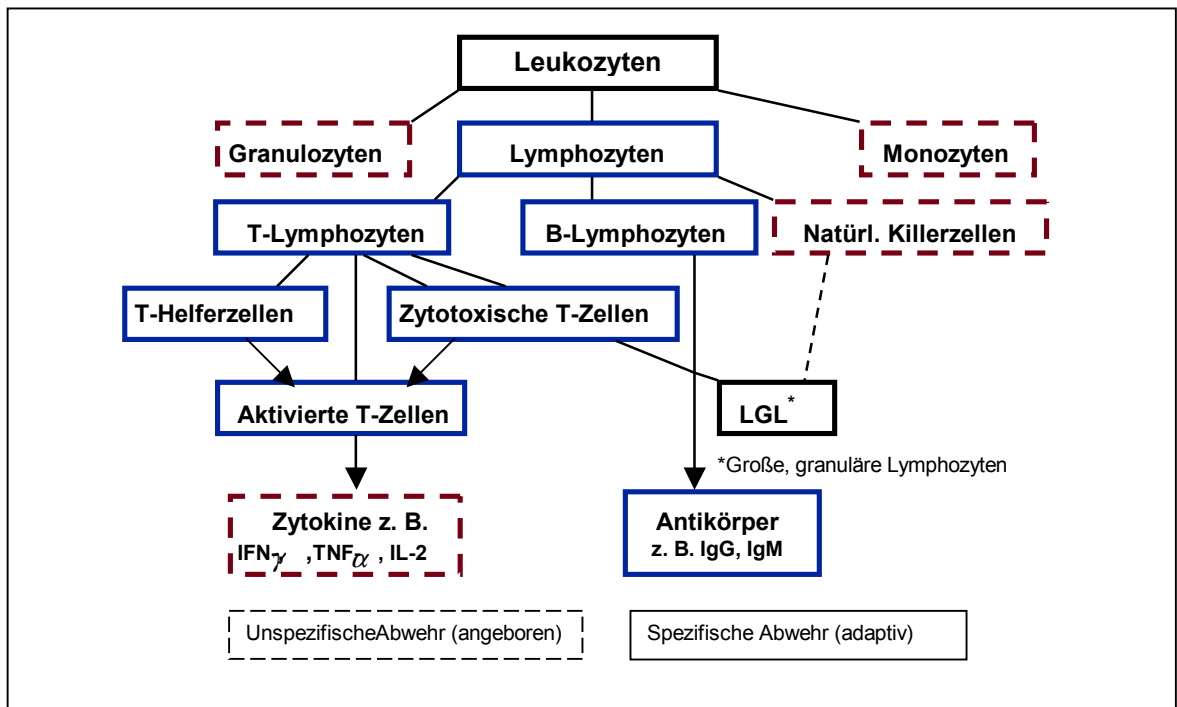 Leukozyten
Granulozyten
Lymphozyten
Monozyten
T-Lymphozyten
B-Lymphozyten
Natürl. Killerzellen
T-Helferzellen
Zytotoxische T-Zellen
Aktivierte T-Zellen
LGL*
*Große, granuläre Lymphozyten
Zytokine z. B.
IFN-γ ,TNFα , IL-2
Antikörper
z. B. IgG, IgM
UnspezifischeAbwehr (angeboren)
Spezifische Abwehr (adaptiv)